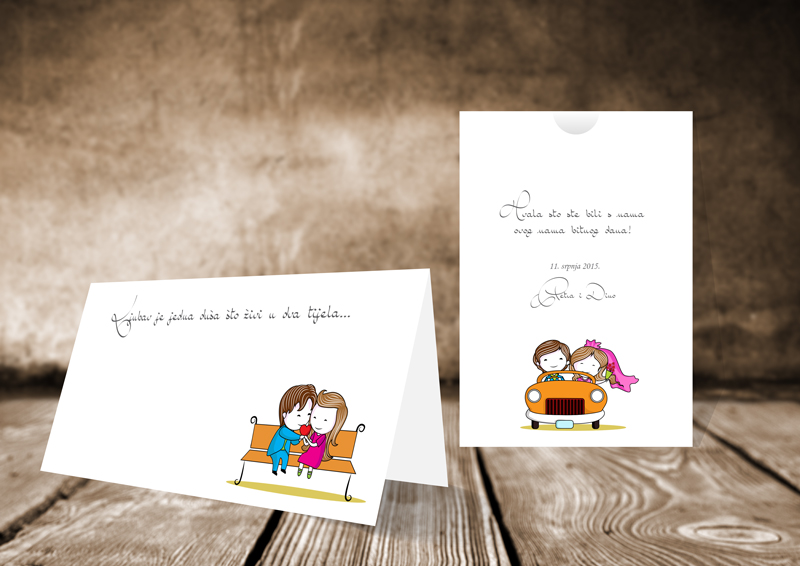 Ljubav je jedna duša što živi u dva tijela...
Hvala sto ste bili s nama
ovog nama bitnog dana!
11. srpnja 2015.
Petra i Dino